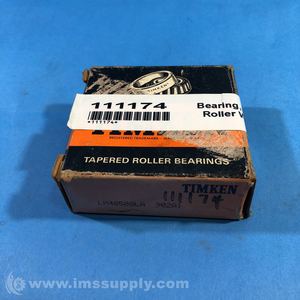 111174
*111174*
Bearing,
Roller
TAPERED ROLLER BEARINGS
TIMKEN
111174
© www.imssupply.com